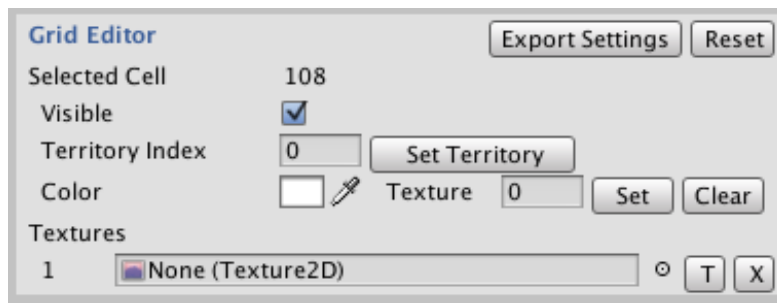 Grid Editor Export Settings Reset
Selected Cell 108
Visible
Territory Index 0 Set Territory
Color Texture 0 Set Clear
Textures
1 None (Texture2D) T X